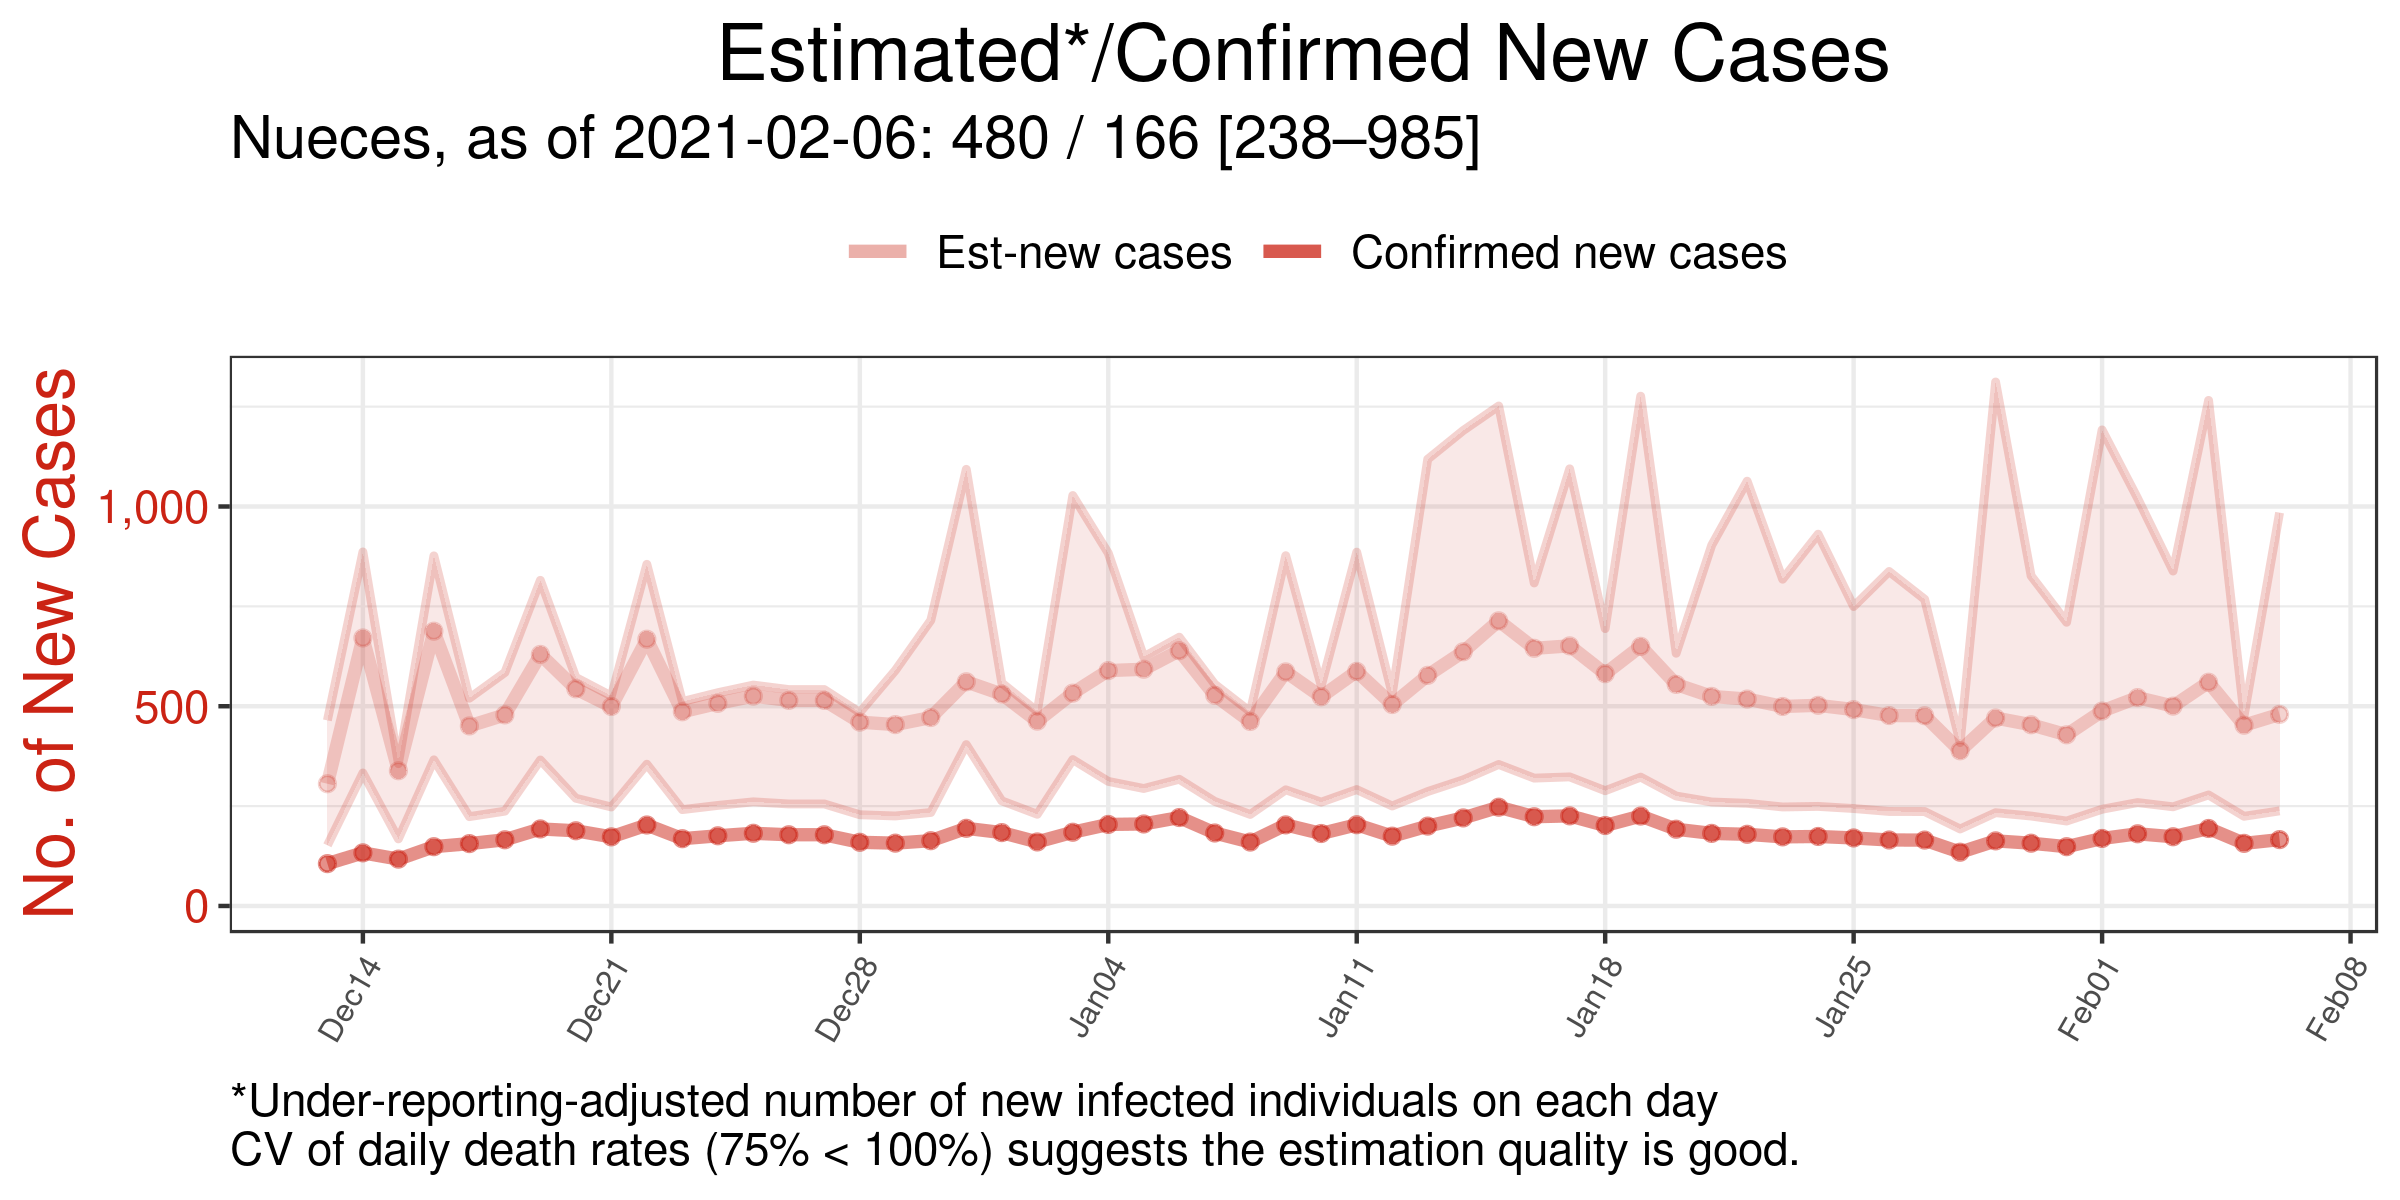 Estimated*/Confirmed New Cases
Nueces, as of 2021-02-06: 480 / 166 [238–985]
Est-new cases
Confirmed new cases
No. of New Cases
1,000
500
0
Dec14
Dec21
Dec28
Jan04
Jan11
Jan18
Jan25
Feb01
Feb08
*Under-reporting-adjusted number of new infected individuals on each day
CV of daily death rates (75% < 100%) suggests the estimation quality is good.